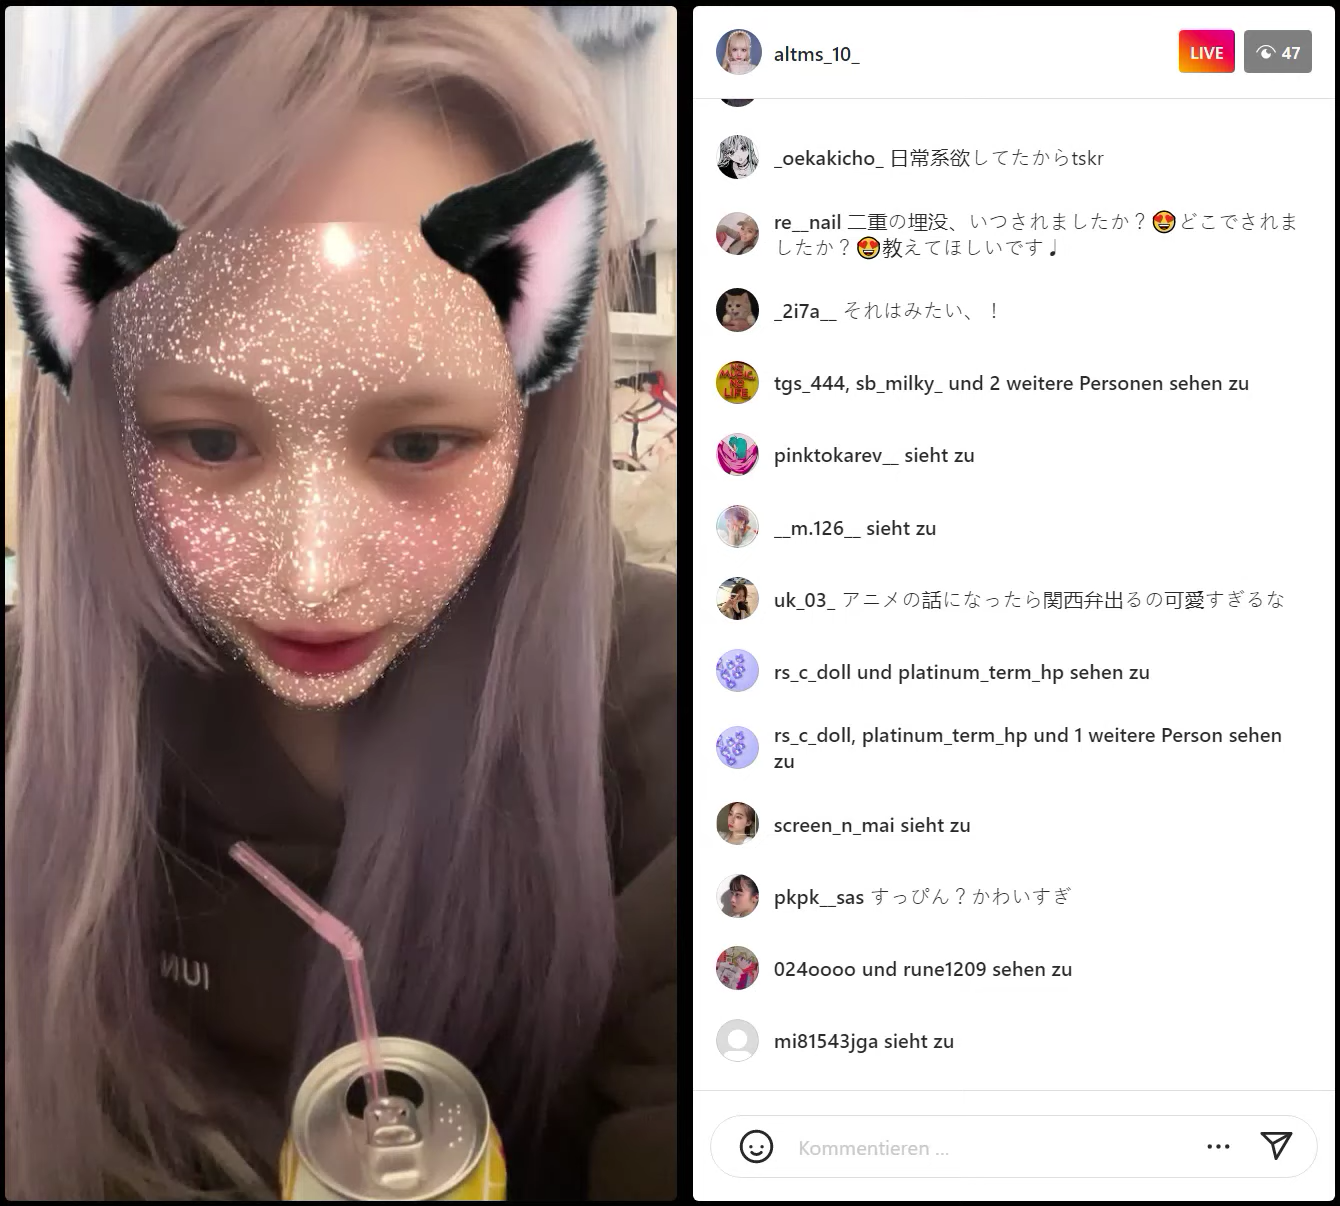 altms_10_
LIVE
47
_oekakicho_ 日常系欲してたからtskr
re__nail 二重の埋没、いつされましたか？😍どこでされま
したか？😍教えてほしいです♩
_2i7a__ それはみたい、！
NO MUSIC NO LIFE
tgs_444, sb_milky_ und 2 weitere Personen sehen zu
pinktokarev__ sieht zu
__m.126__ sieht zu
uk_03_ アニメの話になったら関西弁出るの可愛すぎるな
rs_c_doll und platinum_term_hp sehen zu
rs_c_doll, platinum_term_hp und 1 weitere Person sehen
zu
screen_n_mai sieht zu
pkpk__sas すっぴん？かわいすぎ
024oooo und rune1209 sehen zu
mi81543jga sieht zu
Kommentieren ...